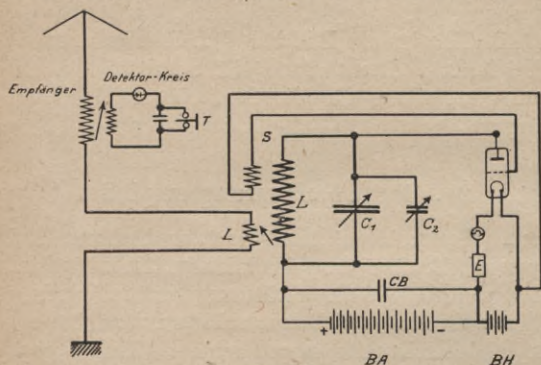 Empfänger
Detektor-Kreis
T
S
L
L
C1
C2
E
CB
+
-
BA
BH